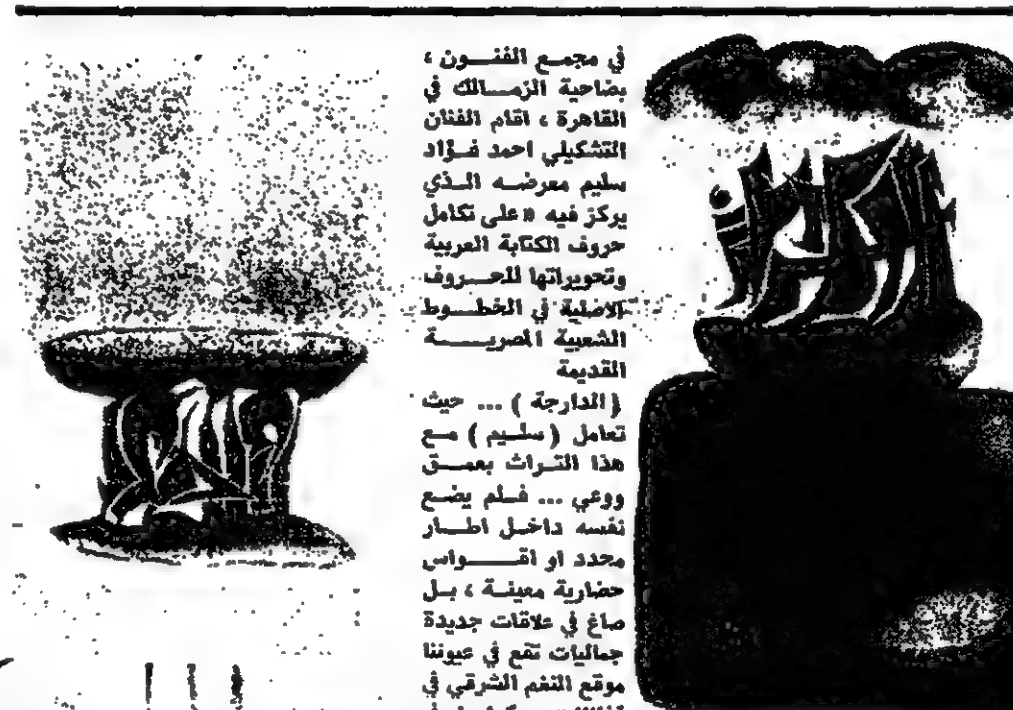 في مجمع الفنون ،
بضاحية الزمالك في
القاهرة ، اقام الفنان
التشكيلي احمد فؤاد
سليم معرضه الذي
يركز فيه «على تكامل
حروف الكتابة العربية
وتحويراتها للحروف
الاصلية في الخطوط
الشعبية المصرية
القديمة
( الدارجة ) ... حيث
تعامل ( سليم ) مع
هذا التراث بعمق
ووعي ... فلم يضع
نفسه داخل اطار
محدد او اقواس
حضارية معينة ، بل
صاغ في علاقات جديدة
جماليات تقع في عيوننا
موقع النغم الشرقي في